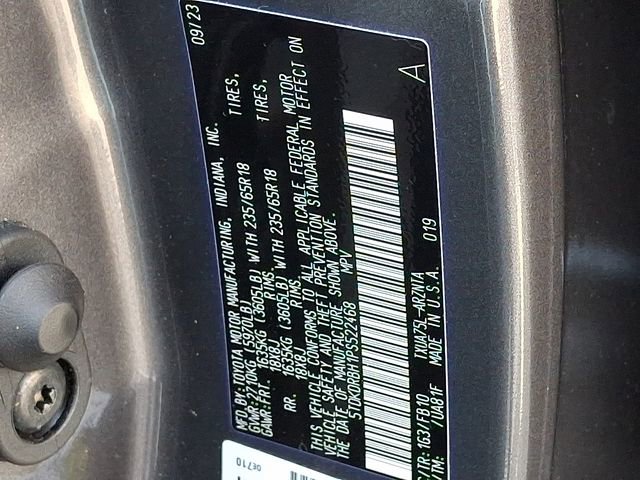 MFD.BY: TOYOTA MOTOR MANUFACTURING, INDIANA, INC. 09/23
GVWR:2710KG (5970LB)
GAWR:FRT. 1635KG (3605LB) WITH 235/65R18 TIRES,
18X8J RIMS.
RR. 1635KG (3605LB) WITH 235/65R18 TIRES,
18X8J RIMS.
THIS VEHICLE CONFORMS TO ALL APPLICABLE FEDERAL MOTOR
VEHICLE SAFETY AND THEFT PREVENTION STANDARDS IN EFFECT ON
THE DATE OF MANUFACTURE SHOWN ABOVE.
MPV
A
C/TR: 1G3/FB10 TXUA75L-ARZNTA 019
/TM: /UA81F MADE IN U.S.A.
0E710